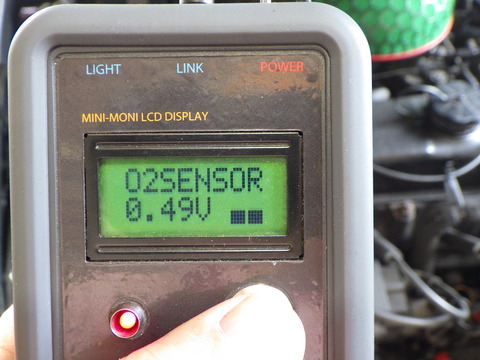 LIGHT LINK POWER
MINI-MONI LCD DISPLAY
O2SENSOR
0.49V